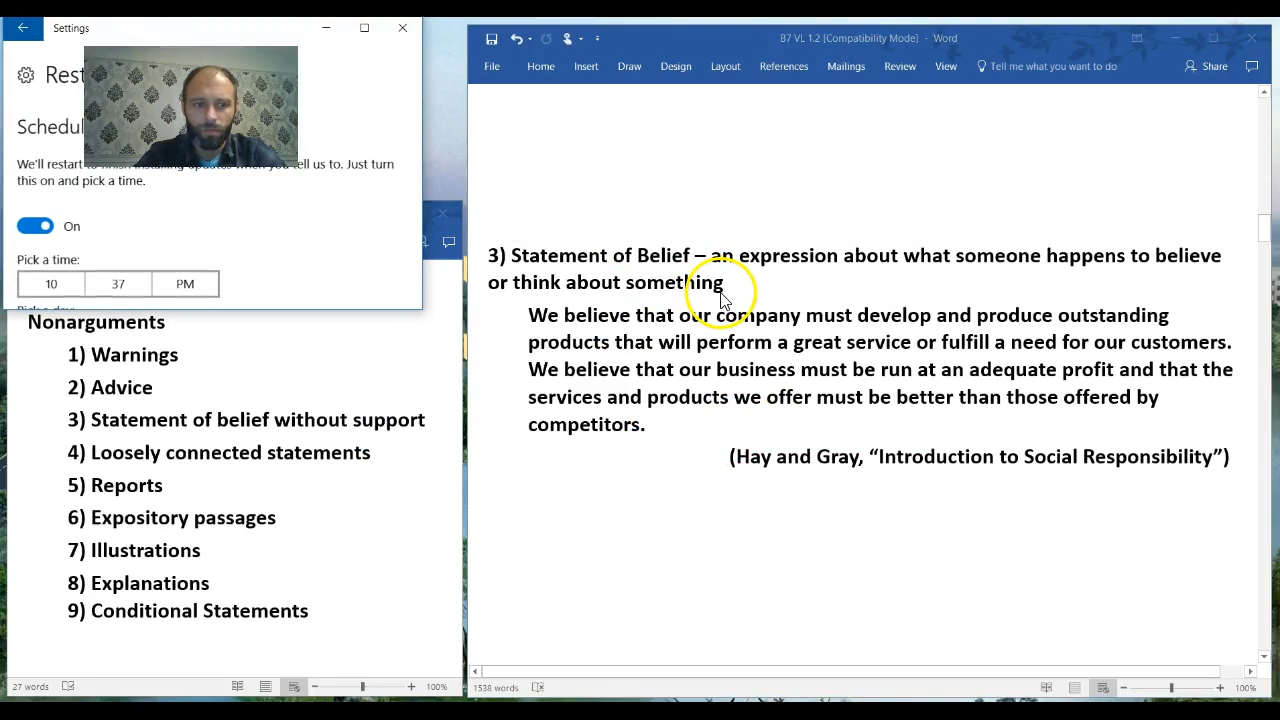 Settings
Rest
Schedul
We'll restart to finish installing updates when you tell us to. Just turn
this on and pick a time.
On
Pick a time:
10 37 PM
Nonarguments
1) Warnings
2) Advice
3) Statement of belief without support
4) Loosely connected statements
5) Reports
6) Expository passages
7) Illustrations
8) Explanations
9) Conditional Statements
27 words
100%
B7 VL 1.2 [Compatibility Mode] - Word
File Home Insert Draw Design Layout References Mailings Review View Tell me what you want to do Share
3) Statement of Belief – an expression about what someone happens to believe
or think about something
We believe that our company must develop and produce outstanding
products that will perform a great service or fulfill a need for our customers.
We believe that our business must be run at an adequate profit and that the
services and products we offer must be better than those offered by
competitors.
(Hay and Gray, “Introduction to Social Responsibility”)
1538 words
100%